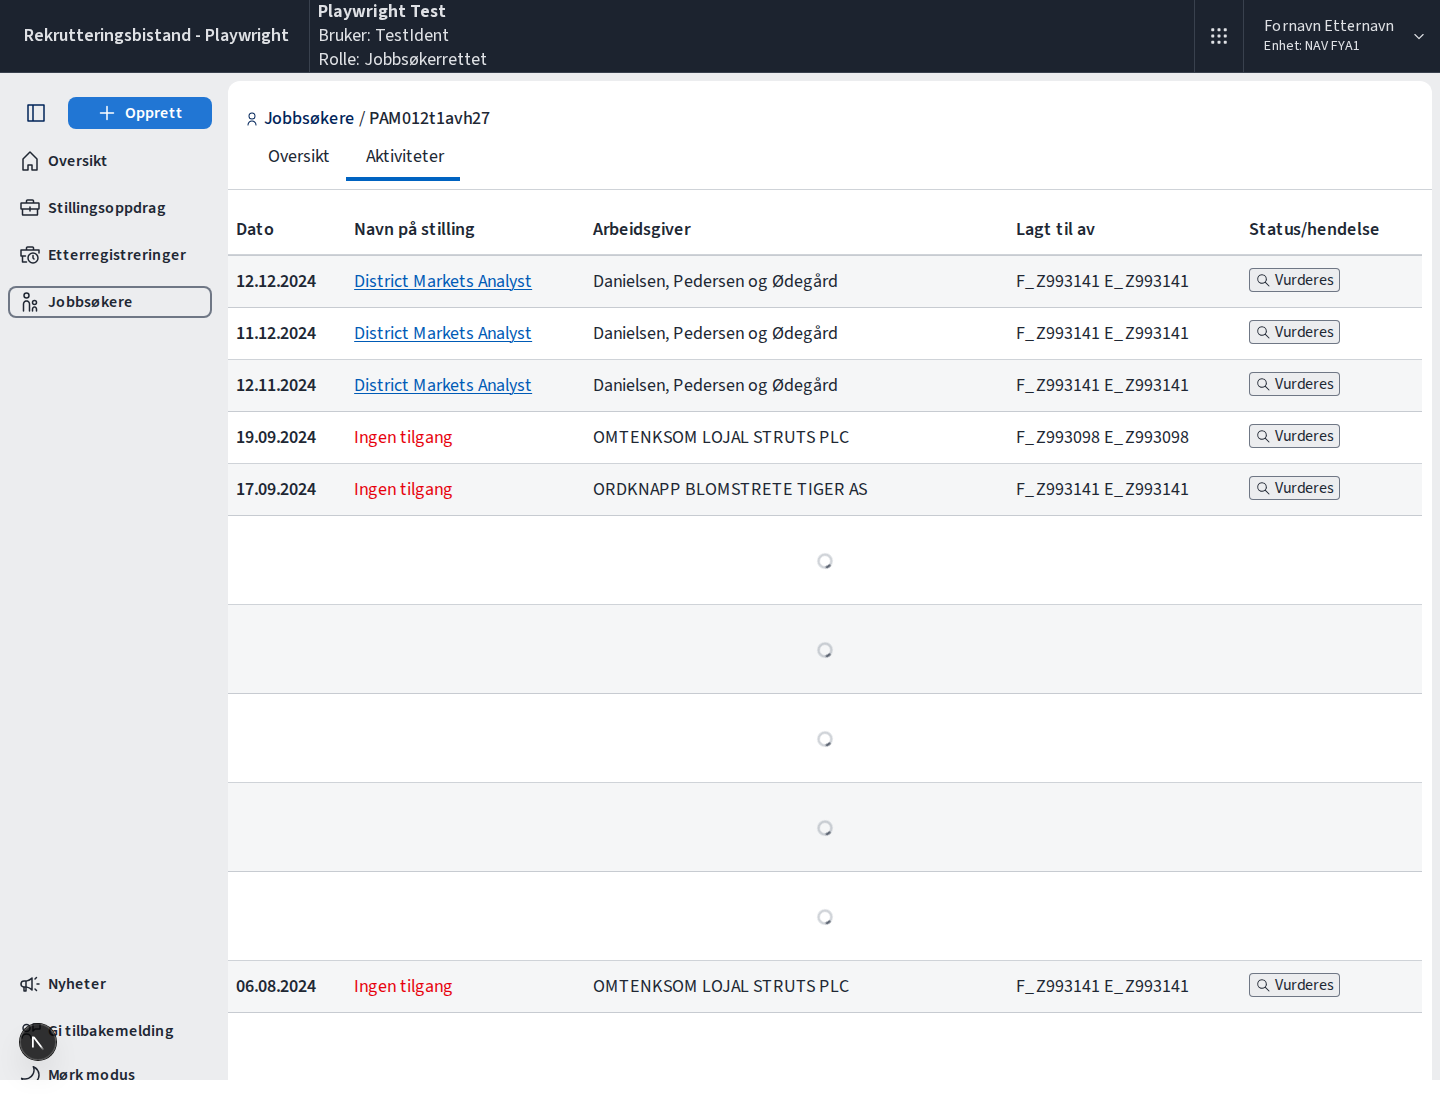 Rekrutteringsbistand - Playwright
Playwright Test
Bruker: TestIdent
Rolle: Jobbsøkerrettet
Fornavn Etternavn
Enhet: NAV FYA1
Opprett
Oversikt
Stillingsoppdrag
Etterregistreringer
Jobbsøkere
Jobbsøkere / PAM012t1avh27
Oversikt Aktiviteter
Dato Navn på stilling Arbeidsgiver Lagt til av Status/hendelse
12.12.2024 District Markets Analyst Danielsen, Pedersen og Ødegård F_Z993141 E_Z993141 Vurderes
11.12.2024 District Markets Analyst Danielsen, Pedersen og Ødegård F_Z993141 E_Z993141 Vurderes
12.11.2024 District Markets Analyst Danielsen, Pedersen og Ødegård F_Z993141 E_Z993141 Vurderes
19.09.2024 Ingen tilgang OMTENKSOM LOJAL STRUTS PLC F_Z993098 E_Z993098 Vurderes
17.09.2024 Ingen tilgang ORDKNAPP BLOMSTRETE TIGER AS F_Z993141 E_Z993141 Vurderes
06.08.2024 Ingen tilgang OMTENKSOM LOJAL STRUTS PLC F_Z993141 E_Z993141 Vurderes
Nyheter
Gi tilbakemelding
Mørk modus